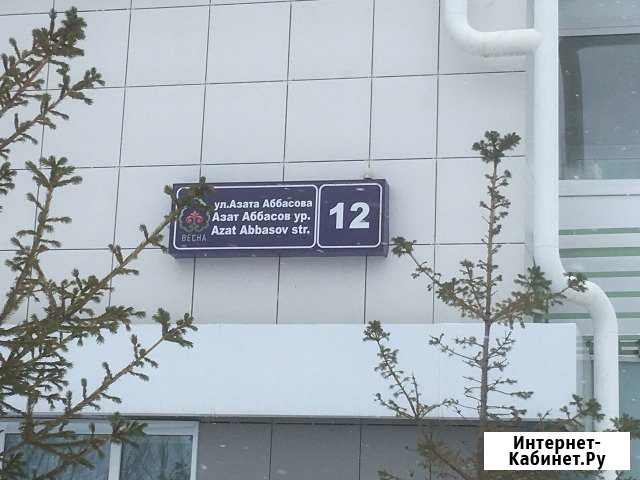 ул.Азата Аббасова
Азат Аббасов ур.
Azat Abbasov str.
12
ВЕСНА
Интернет-
Кабинет.Ру